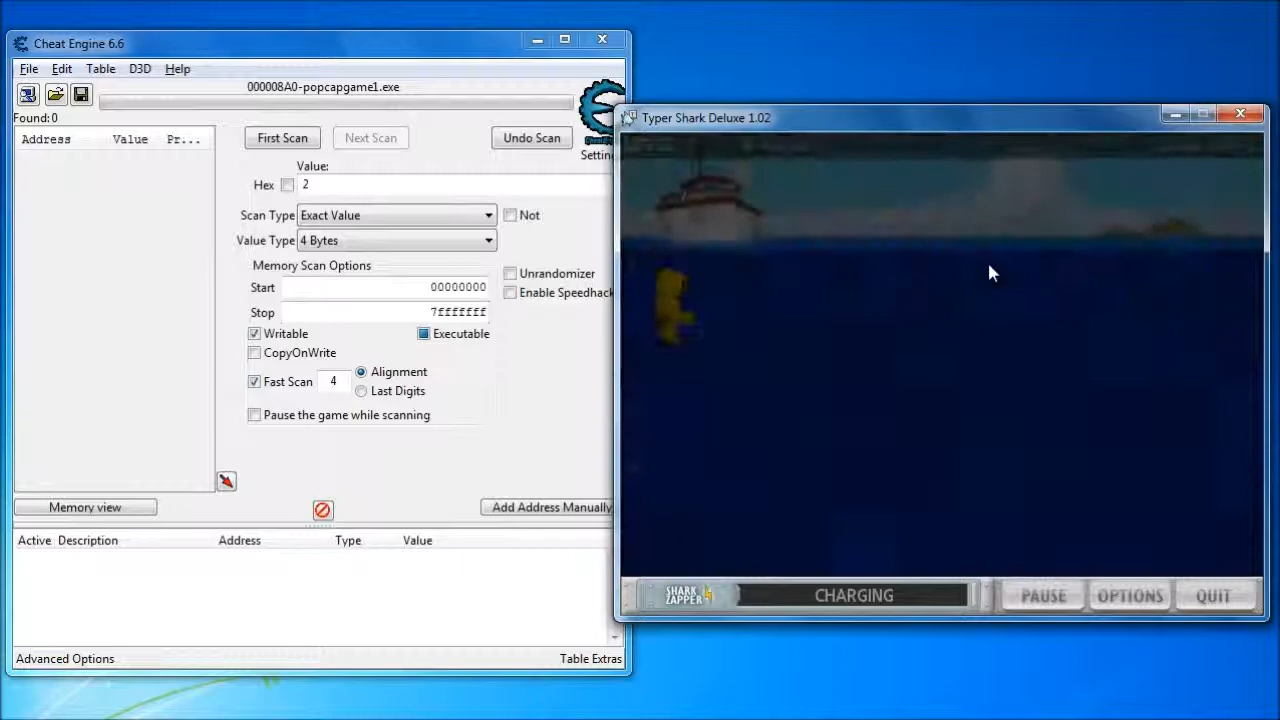 Cheat Engine 6.6
File Edit Table D3D Help
000008A0-popcapgame1.exe
Found:0
Address Value Pr...
First Scan Next Scan Undo Scan
Settin
Value:
Hex 2
Scan Type Exact Value Not
Value Type 4 Bytes
Memory Scan Options
Start 00000000
Stop 7fffffff
Unrandomizer
Enable Speedhack
Writable Executable
CopyOnWrite
Fast Scan 4 Alignment
Last Digits
Pause the game while scanning
Memory view Add Address Manually
Active Description Address Type Value
Advanced Options Table Extras
Typer Shark Deluxe 1.02
SHARK ZAPPER CHARGING PAUSE OPTIONS QUIT